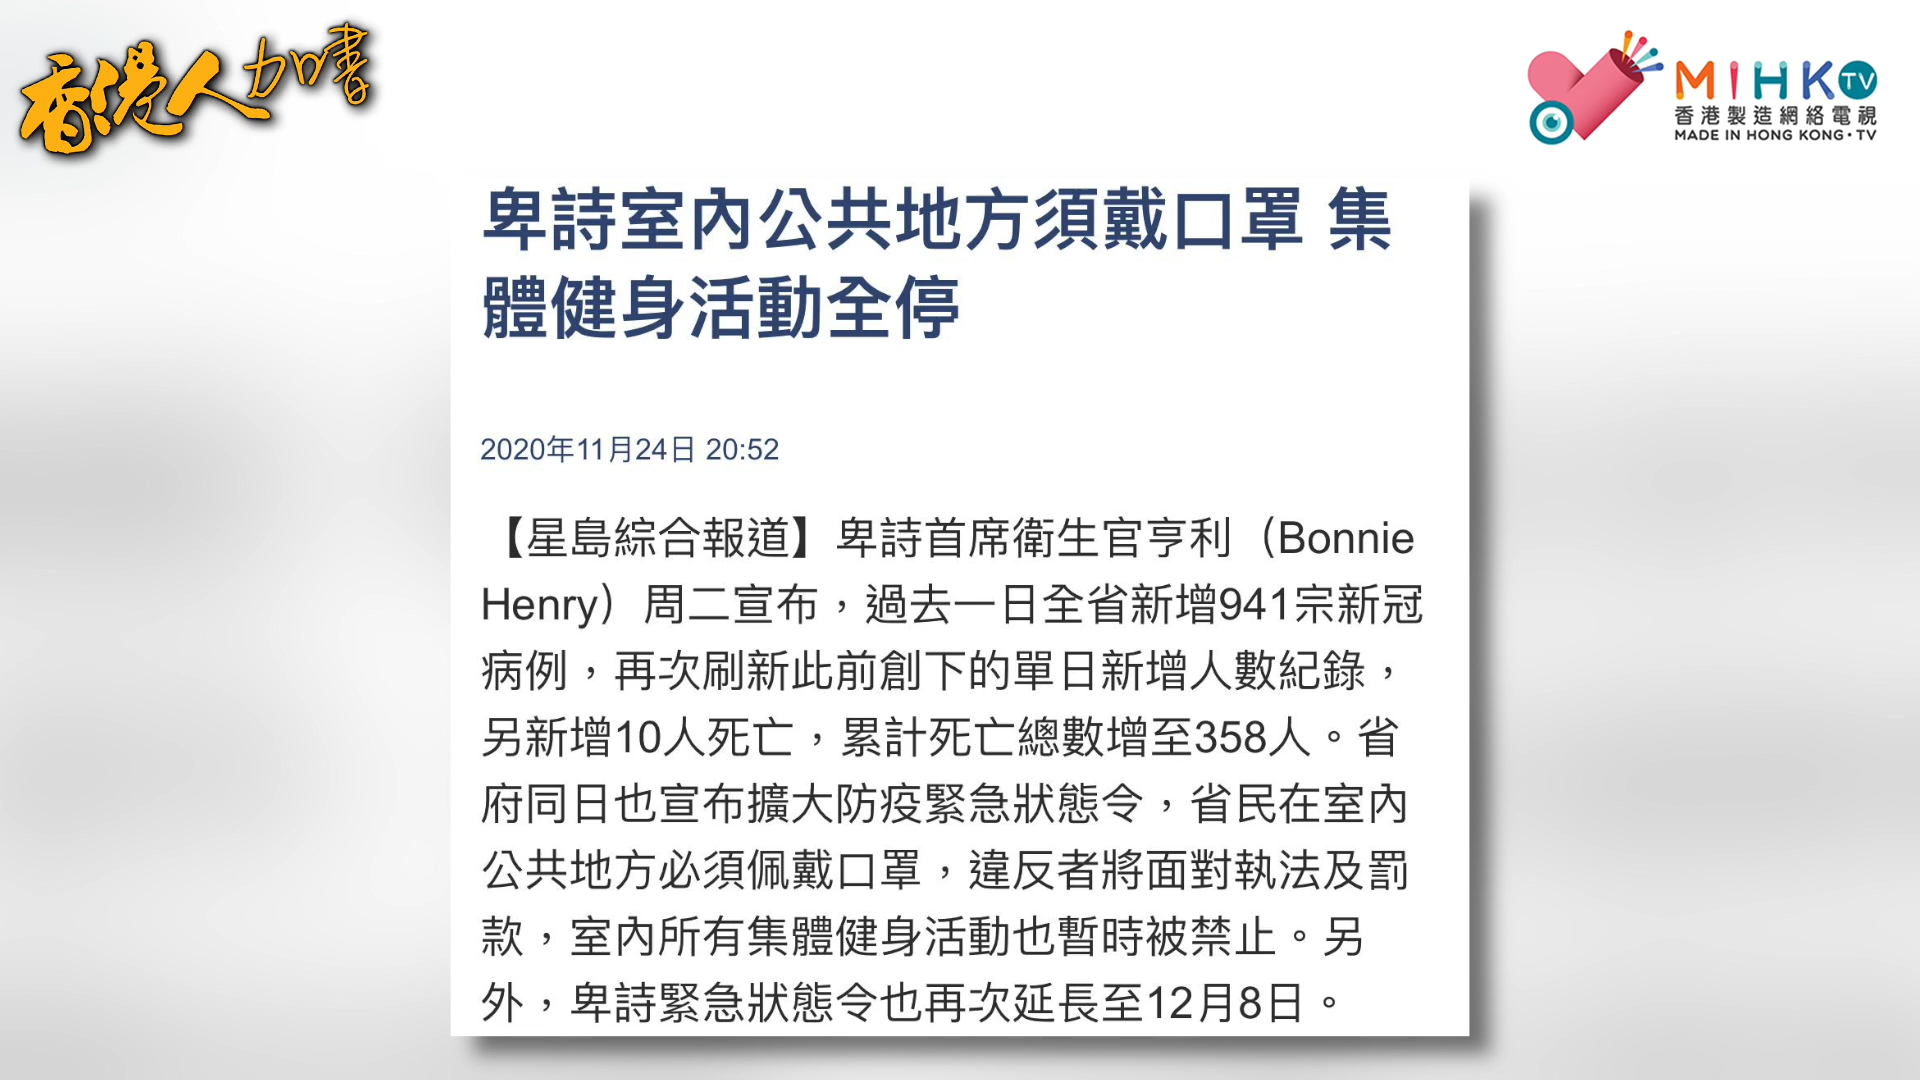 香港人加書
MIHK TV
香港製造網絡電視
MADE IN HONG KONG·TV
卑詩室內公共地方須戴口罩 集
體健身活動全停
2020年11月24日 20:52
【星島綜合報道】卑詩首席衛生官亨利（Bonnie
Henry）周二宣布，過去一日全省新增941宗新冠
病例，再次刷新此前創下的單日新增人數紀錄，
另新增10人死亡，累計死亡總數增至358人。省
府同日也宣布擴大防疫緊急狀態令，省民在室內
公共地方必須佩戴口罩，違反者將面對執法及罰
款，室內所有集體健身活動也暫時被禁止。另
外，卑詩緊急狀態令也再次延長至12月8日。